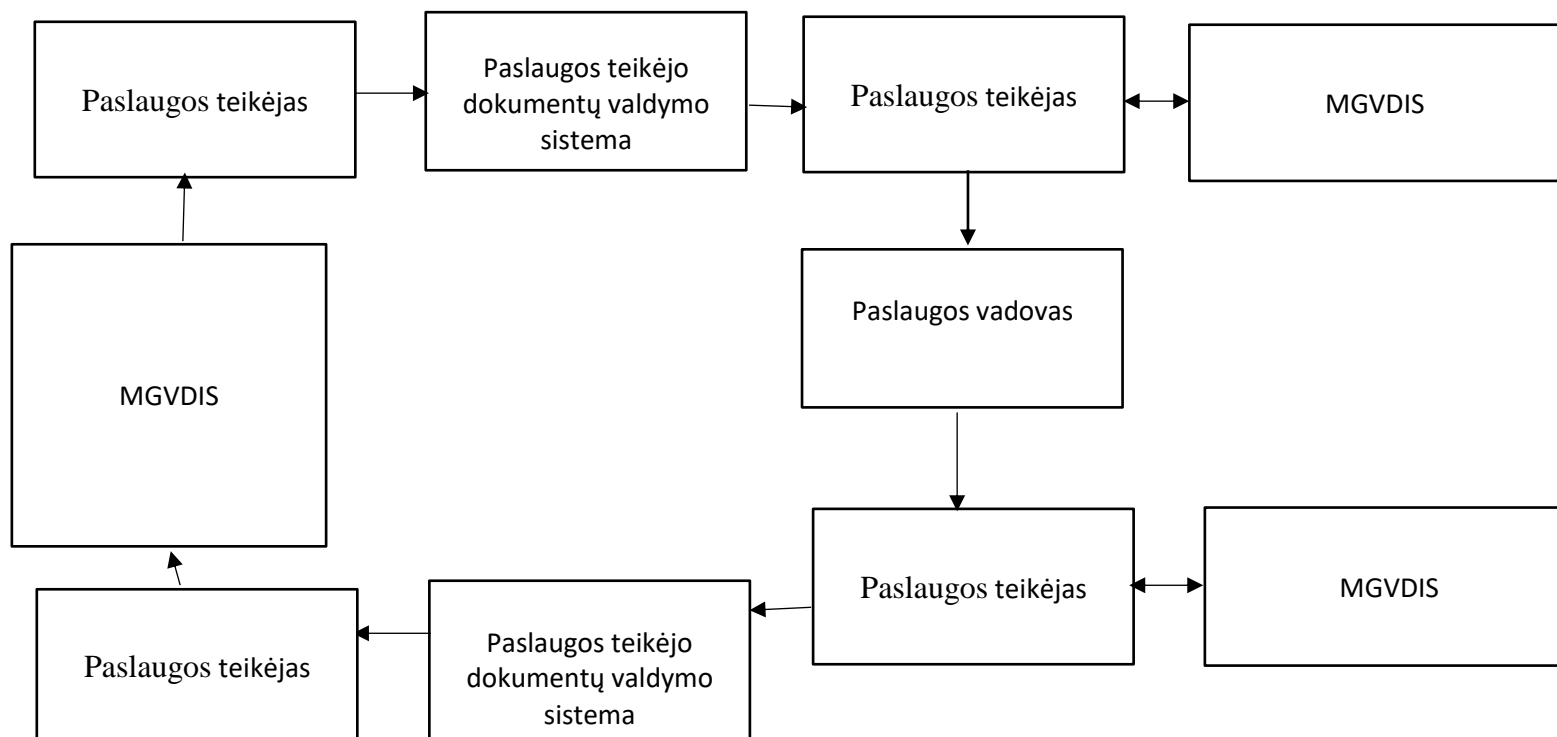 Paslaugos teikėjas
Paslaugos teikėjo
dokumentų valdymo
sistema
Paslaugos teikėjas
MGVDIS
Paslaugos vadovas
MGVDIS
Paslaugos teikėjas
MGVDIS
Paslaugos teikėjas
Paslaugos teikėjo
dokumentų valdymo
sistema